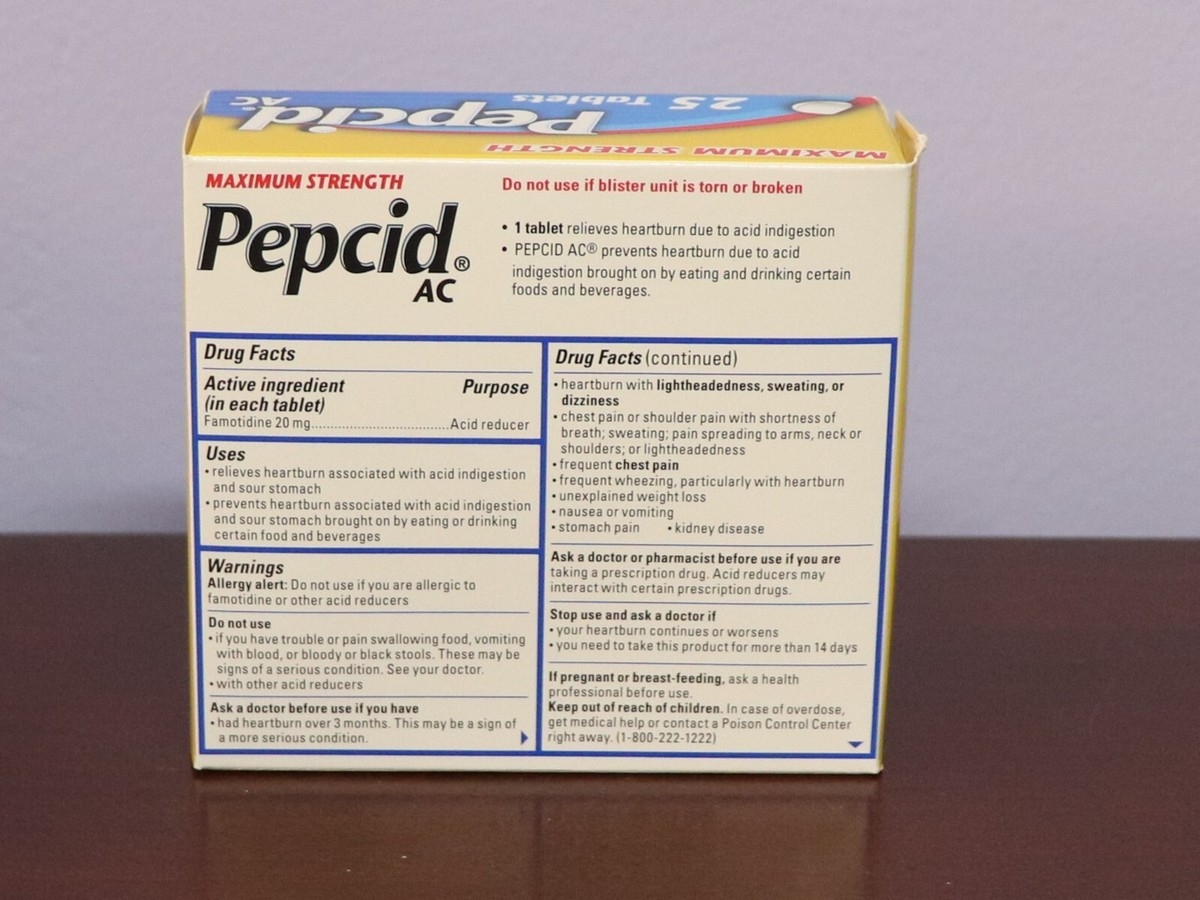 MAXIMUM STRENGTH
25 Tablets
Pepcid®
AC
MAXIMUM STRENGTH
Pepcid®
AC
Do not use if blister unit is torn or broken
• 1 tablet relieves heartburn due to acid indigestion
• PEPCID AC® prevents heartburn due to acid
indigestion brought on by eating and drinking certain
foods and beverages.
Drug Facts
Active ingredient Purpose
(in each tablet)
Famotidine 20 mg..................................Acid reducer
Uses
• relieves heartburn associated with acid indigestion
and sour stomach
• prevents heartburn associated with acid indigestion
and sour stomach brought on by eating or drinking
certain food and beverages
Warnings
Allergy alert: Do not use if you are allergic to
famotidine or other acid reducers
Do not use
• if you have trouble or pain swallowing food, vomiting
with blood, or bloody or black stools. These may be
signs of a serious condition. See your doctor.
• with other acid reducers
Ask a doctor before use if you have
• had heartburn over 3 months. This may be a sign of
a more serious condition.
Drug Facts (continued)
• heartburn with lightheadedness, sweating, or
dizziness
• chest pain or shoulder pain with shortness of
breath; sweating; pain spreading to arms, neck or
shoulders; or lightheadedness
• frequent chest pain
• frequent wheezing, particularly with heartburn
• unexplained weight loss
• nausea or vomiting
• stomach pain • kidney disease
Ask a doctor or pharmacist before use if you are
taking a prescription drug. Acid reducers may
interact with certain prescription drugs.
Stop use and ask a doctor if
• your heartburn continues or worsens
• you need to take this product for more than 14 days
If pregnant or breast-feeding, ask a health
professional before use.
Keep out of reach of children. In case of overdose,
get medical help or contact a Poison Control Center
right away. (1-800-222-1222)